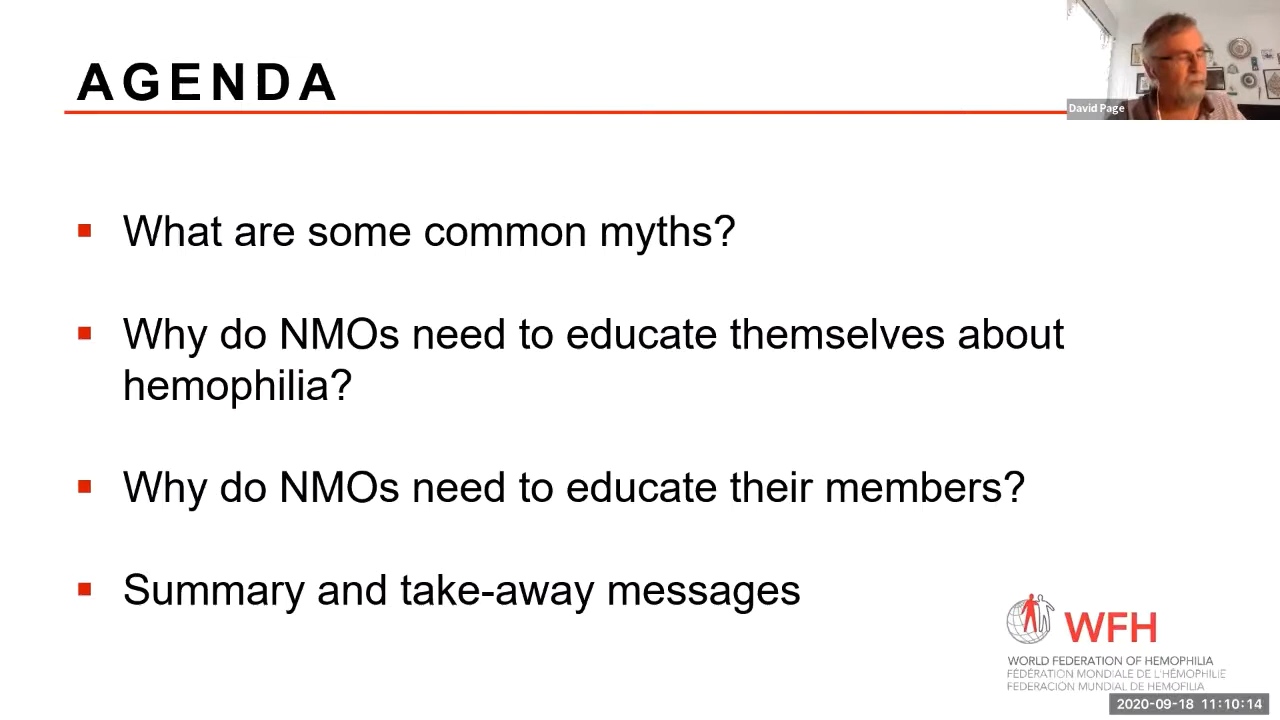 AGENDA
David Page
What are some common myths?
Why do NMOs need to educate themselves about
hemophilia?
Why do NMOs need to educate their members?
Summary and take-away messages
WFH
WORLD FEDERATION OF HEMOPHILIA
FÉDÉRATION MONDIALE DE L'HÉMOPHILIE
FEDERACION MUNDIAL DE HEMOFILIA
2020-09-18 11:10:14